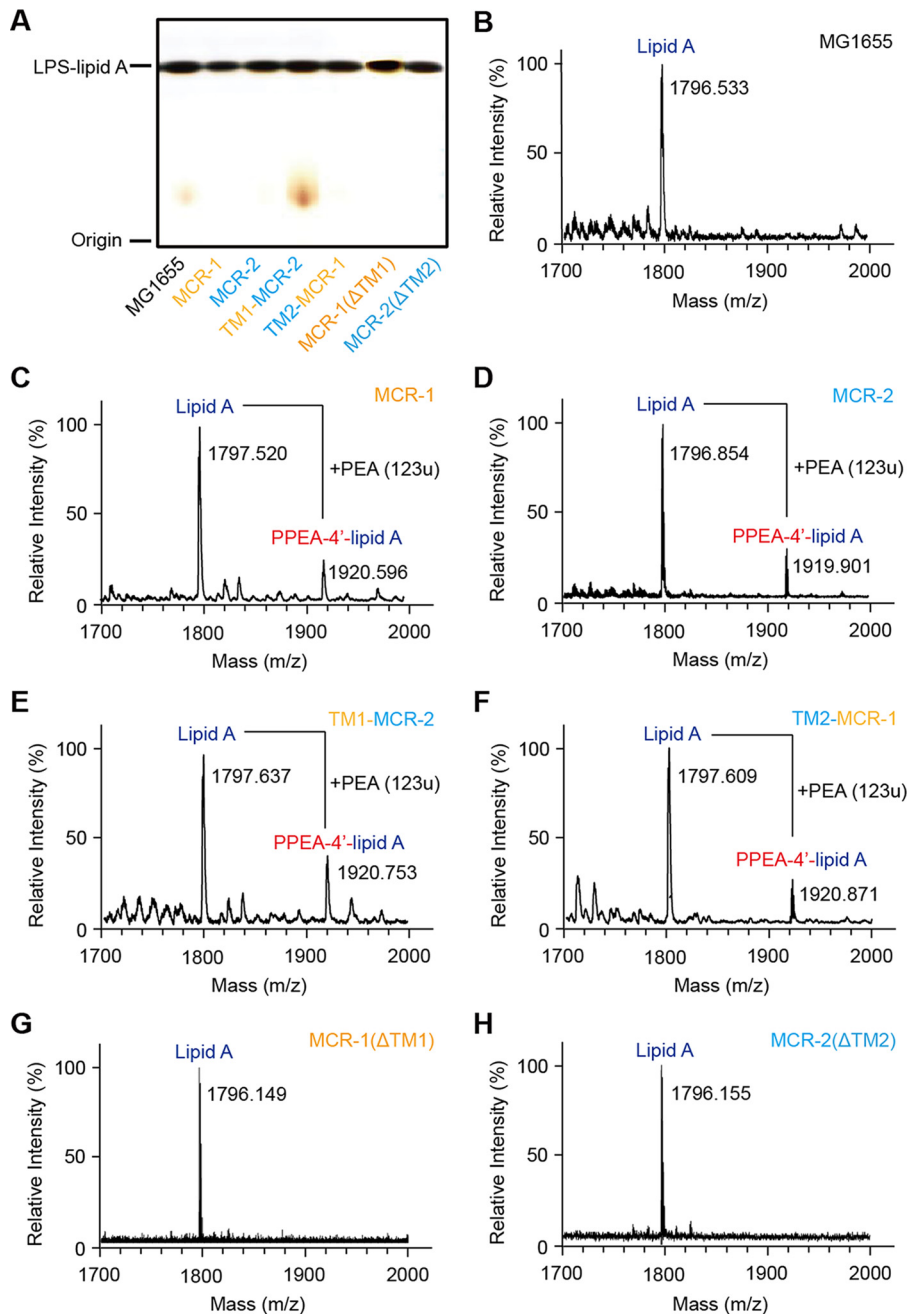 A
LPS-lipid A
Origin
MG1655
MCR-1
MCR-2
TM1-MCR-2
TM2-MCR-1
MCR-1(ΔTM1)
MCR-2(ΔTM2)
B
MG1655
Lipid A
1796.533
Relative Intensity (%)
100
50
0
1700
1800
1900
2000
Mass (m/z)
C
MCR-1
Lipid A
1797.520
+PEA (123u)
PPEA-4’-lipid A
1920.596
Relative Intensity (%)
100
50
0
1700
1800
1900
2000
Mass (m/z)
D
MCR-2
Lipid A
1796.854
+PEA (123u)
PPEA-4’-lipid A
1919.901
Relative Intensity (%)
100
50
0
1700
1800
1900
2000
Mass (m/z)
E
TM1-MCR-2
Lipid A
1797.637
+PEA (123u)
PPEA-4’-lipid A
1920.753
Relative Intensity (%)
100
50
0
1700
1800
1900
2000
Mass (m/z)
F
TM2-MCR-1
Lipid A
1797.609
+PEA (123u)
PPEA-4’-lipid A
1920.871
Relative Intensity (%)
100
50
0
1700
1800
1900
2000
Mass (m/z)
G
MCR-1(ΔTM1)
Lipid A
1796.149
Relative Intensity (%)
100
50
0
1700
1800
1900
2000
Mass (m/z)
H
MCR-2(ΔTM2)
Lipid A
1796.155
Relative Intensity (%)
100
50
0
1700
1800
1900
2000
Mass (m/z)